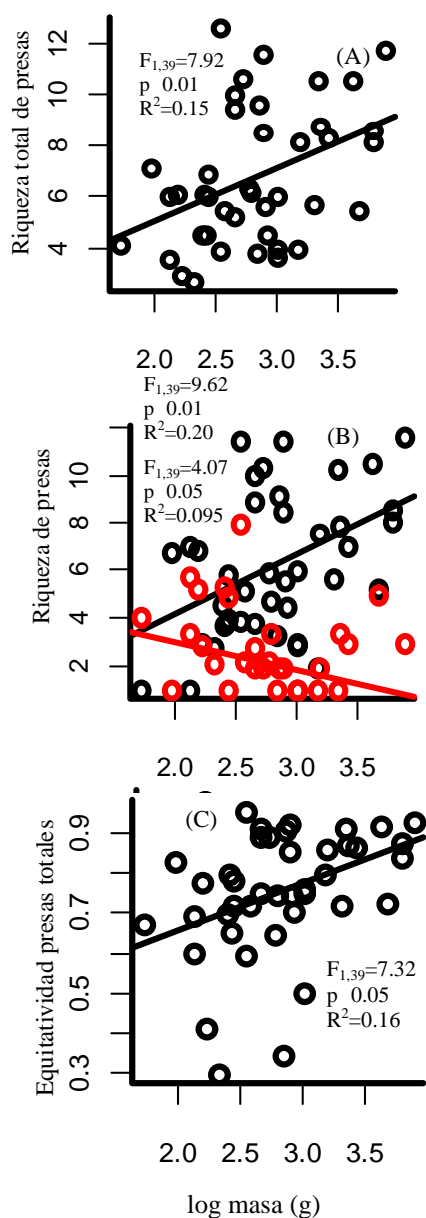 Riqueza total de presas
12
10
8
6
4
(A)
F1,39=7.92
p 0.01
R²=0.15
2.0 2.5 3.0 3.5
F1,39=9.62
p 0.01
R²=0.20
F1,39=4.07
p 0.05
R²=0.095
(B)
Riqueza de presas
10
8
6
4
2
2.0 2.5 3.0 3.5
(C)
Equitatividad presas totales
0.9
0.7
0.5
0.3
F1,39=7.32
p 0.05
R²=0.16
2.0 2.5 3.0 3.5
log masa (g)